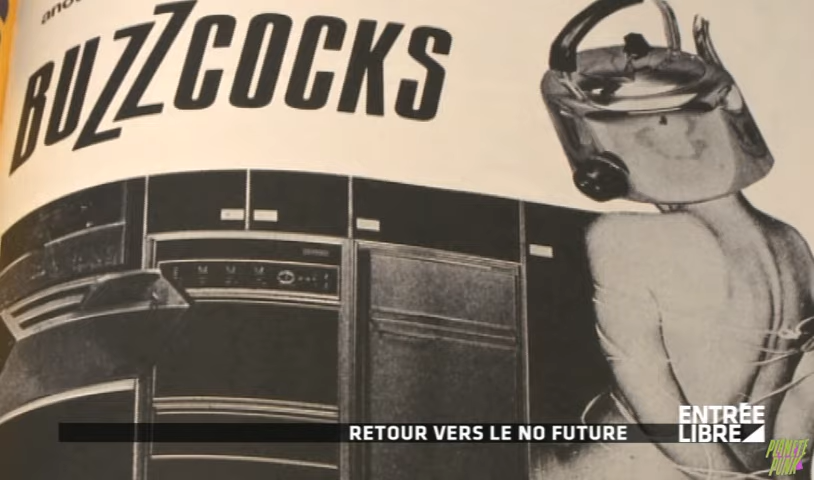 BUZZCOCKS
RETOUR VERS LE NO FUTURE
ENTRÉE
LIBRE
PLANÈTE
PUNK